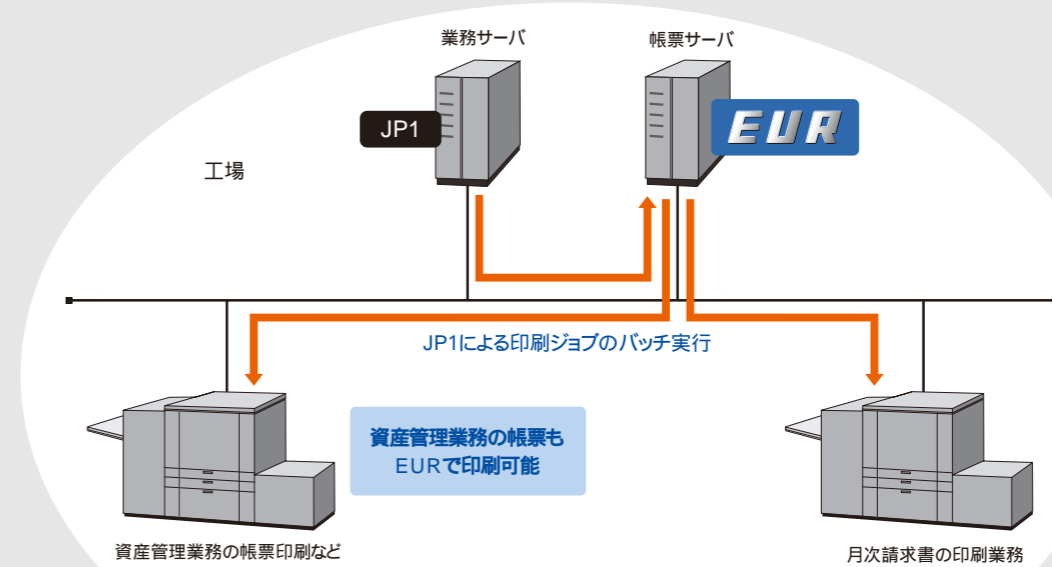 業務サーバ
帳票サーバ
JP1
EUR
工場
JP1による印刷ジョブのバッチ実行
資産管理業務の帳票も
EURで印刷可能
資産管理業務の帳票印刷など
月次請求書の印刷業務